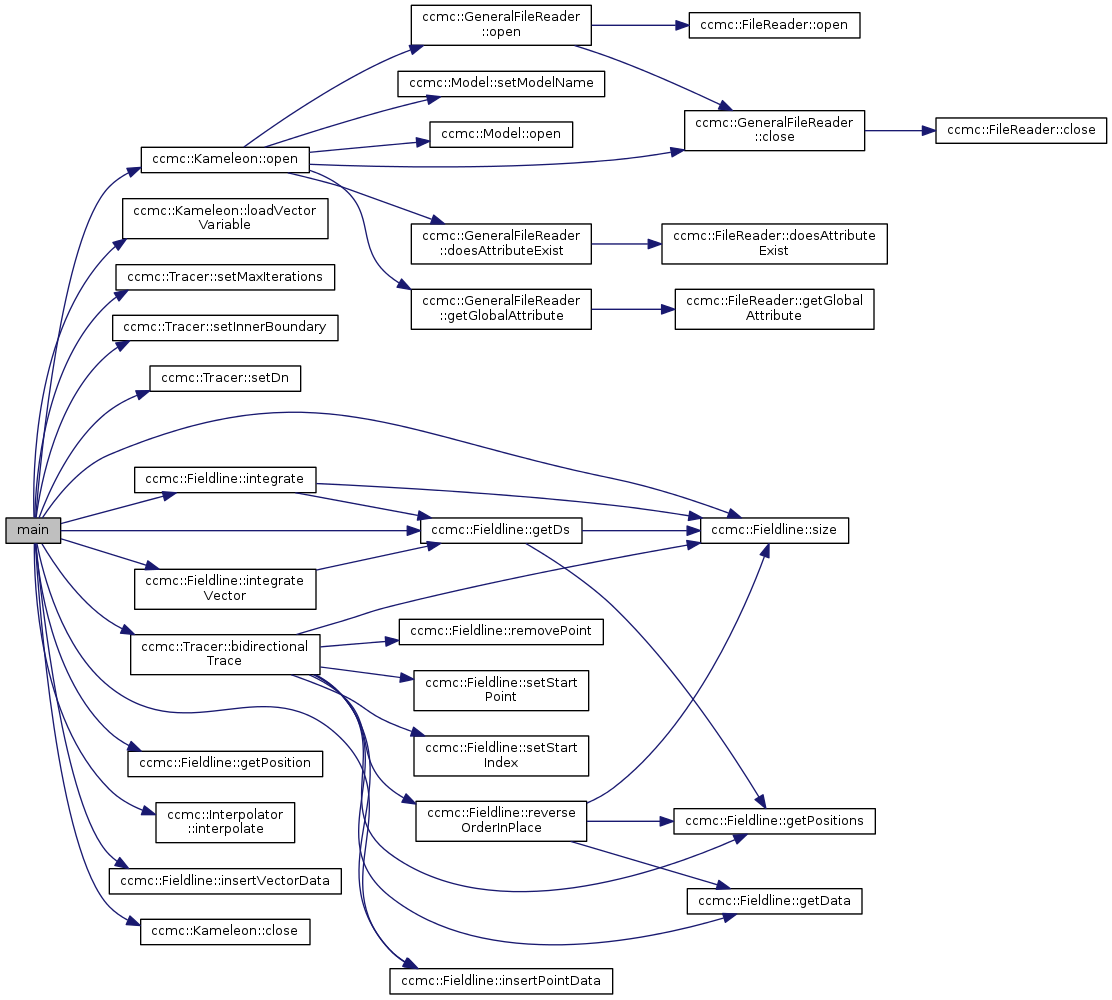 main
ccmc::Kameleon::open
ccmc::Kameleon::loadVector
Variable
ccmc::Tracer::setMaxIterations
ccmc::Tracer::setInnerBoundary
ccmc::Tracer::setDn
ccmc::Fieldline::integrate
ccmc::Fieldline::integrate
Vector
ccmc::Tracer::bidirectional
Trace
ccmc::Fieldline::getPosition
ccmc::Interpolator
::interpolate
ccmc::Fieldline::insertVectorData
ccmc::Kameleon::close
ccmc::GeneralFileReader
::open
ccmc::Model::setModelName
ccmc::Model::open
ccmc::GeneralFileReader
::doesAttributeExist
ccmc::GeneralFileReader
::getGlobalAttribute
ccmc::Fieldline::getDs
ccmc::Fieldline::removePoint
ccmc::Fieldline::setStart
Point
ccmc::Fieldline::setStart
Index
ccmc::Fieldline::reverse
OrderInPlace
ccmc::Fieldline::insertPointData
ccmc::FileReader::open
ccmc::GeneralFileReader
::close
ccmc::FileReader::doesAttribute
Exist
ccmc::FileReader::getGlobal
Attribute
ccmc::Fieldline::size
ccmc::Fieldline::getPositions
ccmc::Fieldline::getData
ccmc::FileReader::close